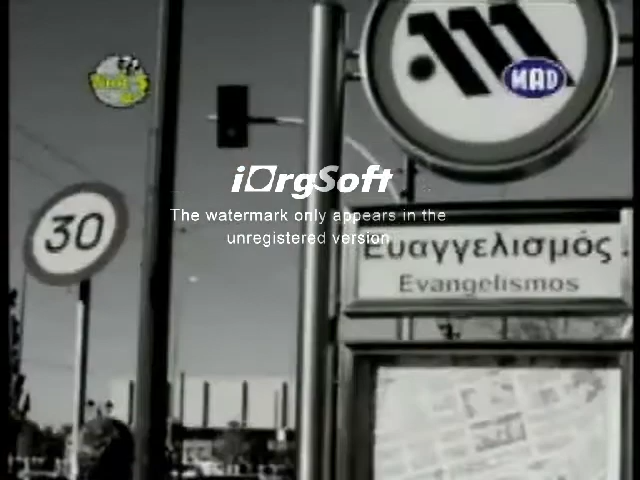 MAD
30
iOrgSoft
The watermark only appears in the
unregistered version
Ευαγγελισμός
Evangelismos